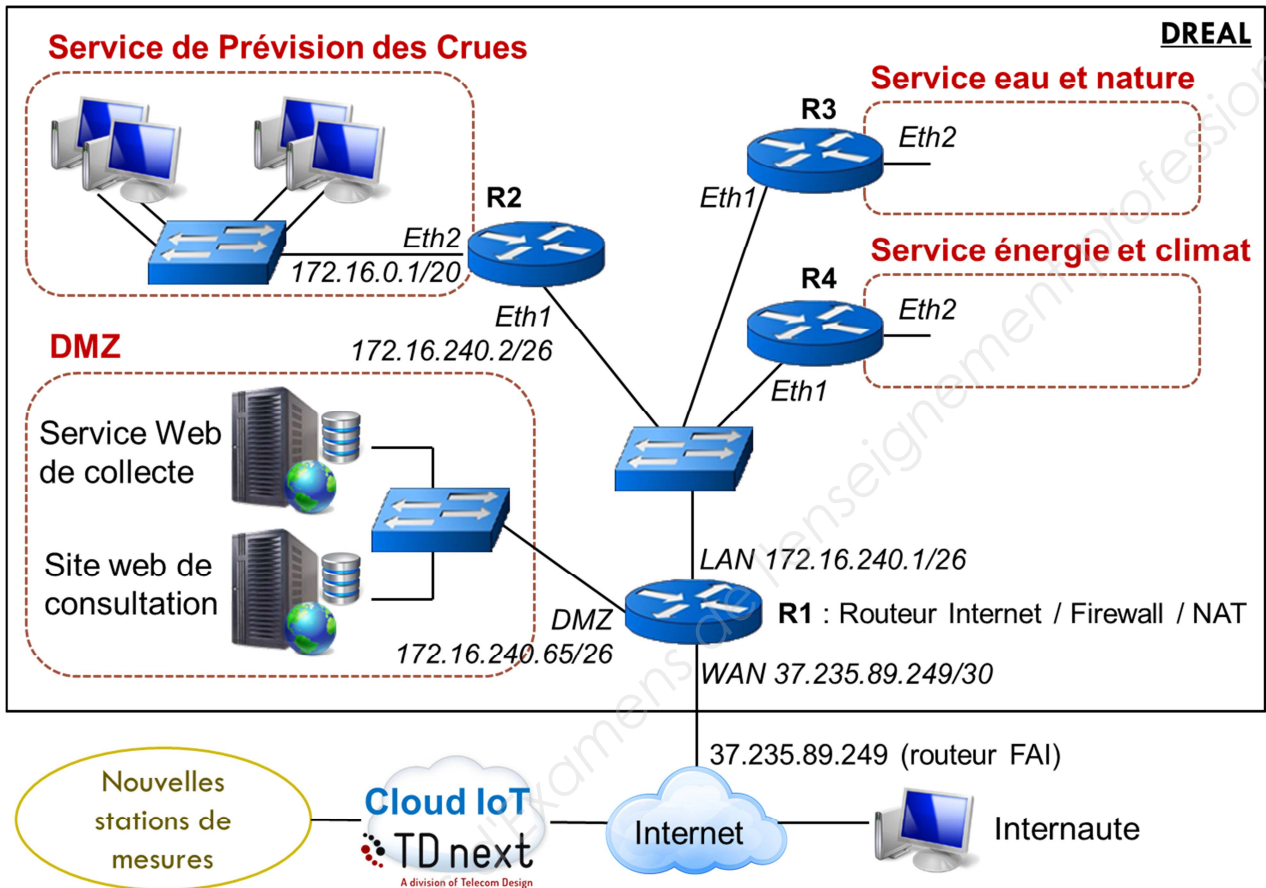 DREAL
Service de Prévision des Crues
Service eau et nature
R3
Eth2
Eth1
R2
Eth2
172.16.0.1/20
Service énergie et climat
R4
Eth2
Eth1
Eth1
172.16.240.2/26
DMZ
Service Web
de collecte
Site web de
consultation
DMZ
172.16.240.65/26
LAN 172.16.240.1/26
R1 : Routeur Internet / Firewall / NAT
WAN 37.235.89.249/30
37.235.89.249 (routeur FAI)
Nouvelles
stations de
mesures
Cloud IoT
TD next
A division of Telecom Design
Internet
Internaute
d'Examens de l'enseignement profession